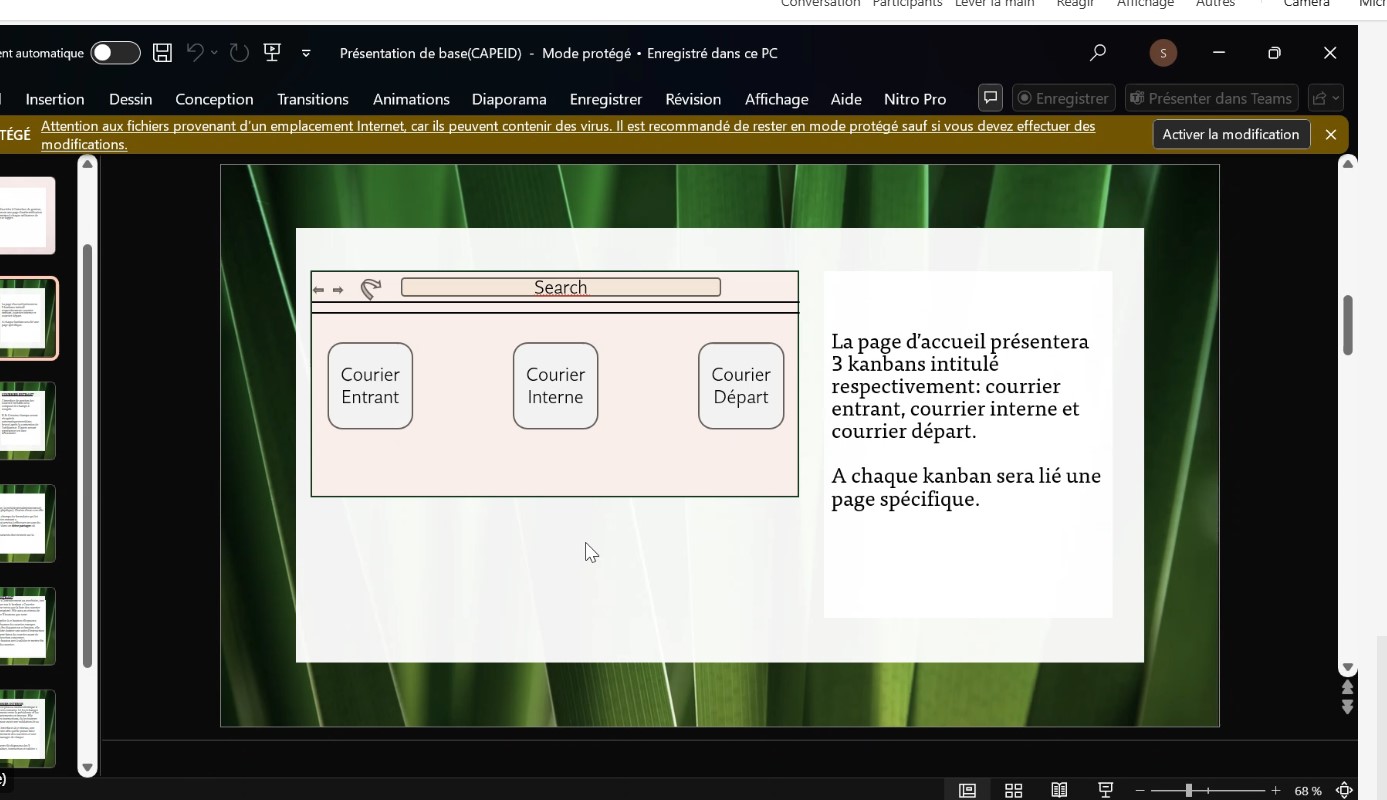 Conversation Participants Lever la main Réagir Affichage Autres Caméra
automatique
Présentation de base(CAPEID) - Mode protégé • Enregistré dans ce PC
S
Insertion Dessin Conception Transitions Animations Diaporama Enregistrer Révision Affichage Aide Nitro Pro
Enregistrer
Présenter dans Teams
Attention aux fichiers provenant d'un emplacement Internet, car ils peuvent contenir des virus. Il est recommandé de rester en mode protégé sauf si vous devez effectuer des
modifications.
Activer la modification
Search
Courier
Entrant
Courier
Interne
Courier
Départ
La page d'accueil présentera
3 kanbans intitulé
respectivement: courrier
entrant, courrier interne et
courrier départ.
A chaque kanban sera lié une
page spécifique.
68 %